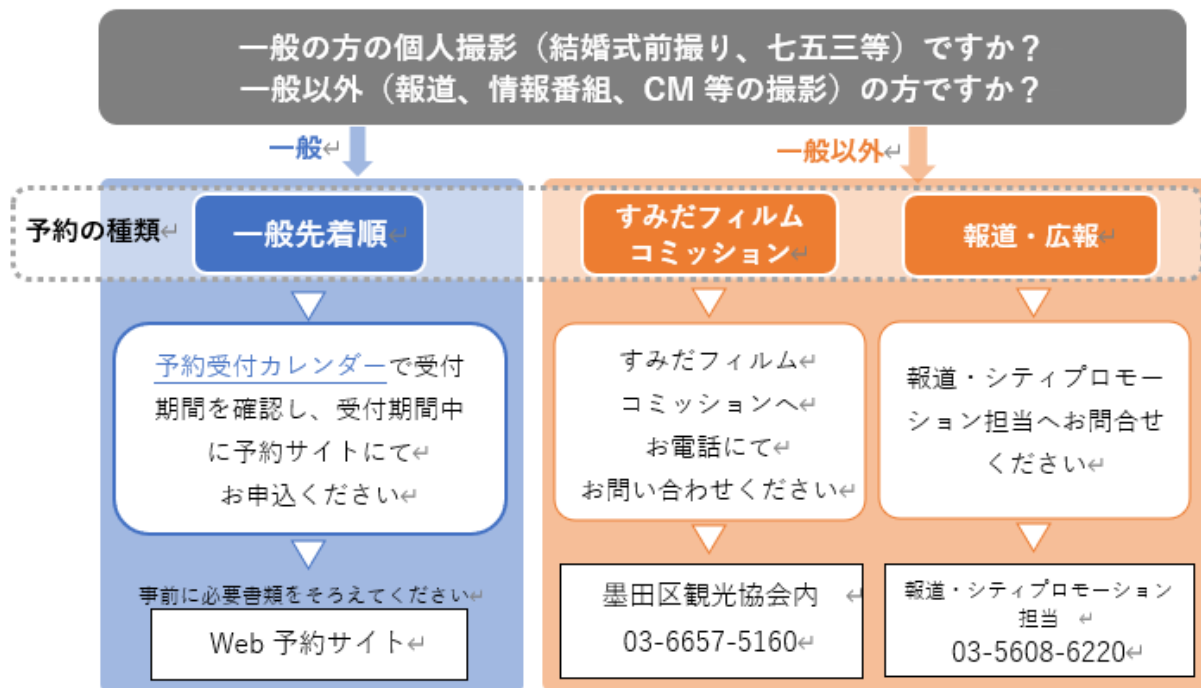 一般の方の個人撮影（結婚式前撮り、七五三等）ですか？
一般以外（報道、情報番組、CM 等の撮影）の方ですか？
一般↵
一般以外↵
予約の種類↵
一般先着順↵
すみだフィルム
コミッション↵
報道・広報↵
予約受付カレンダーで受付
期間を確認し、受付期間中
に予約サイトにて↵
お申込ください↵
すみだフィルム↵
コミッションへ↵
お電話にて↵
お問い合わせください↵
報道・シティプロモー
ション担当へお問合せ
ください↵
事前に必要書類をそろえてください↵
Web 予約サイト↵
墨田区観光協会内 ↵
03-6657-5160↵
報道・シティプロモーション
担当 ↵
03-5608-6220↵